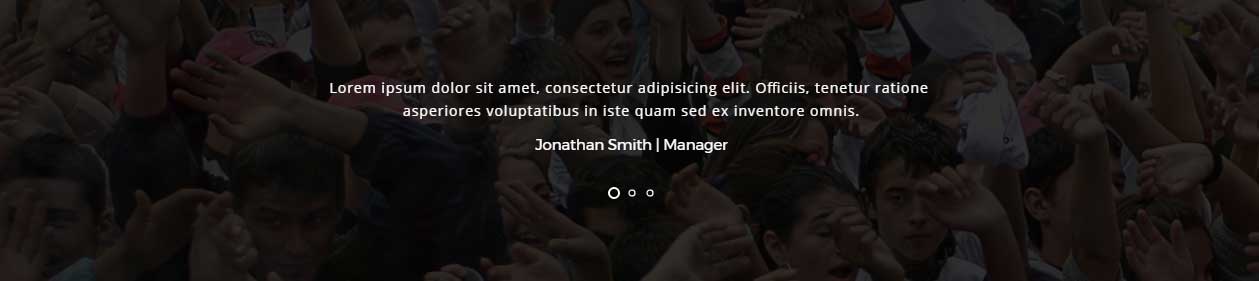 Lorem ipsum dolor sit amet, consectetur adipisicing elit. Officiis, tenetur ratione
asperiores voluptatibus in iste quam sed ex inventore omnis.
Jonathan Smith | Manager